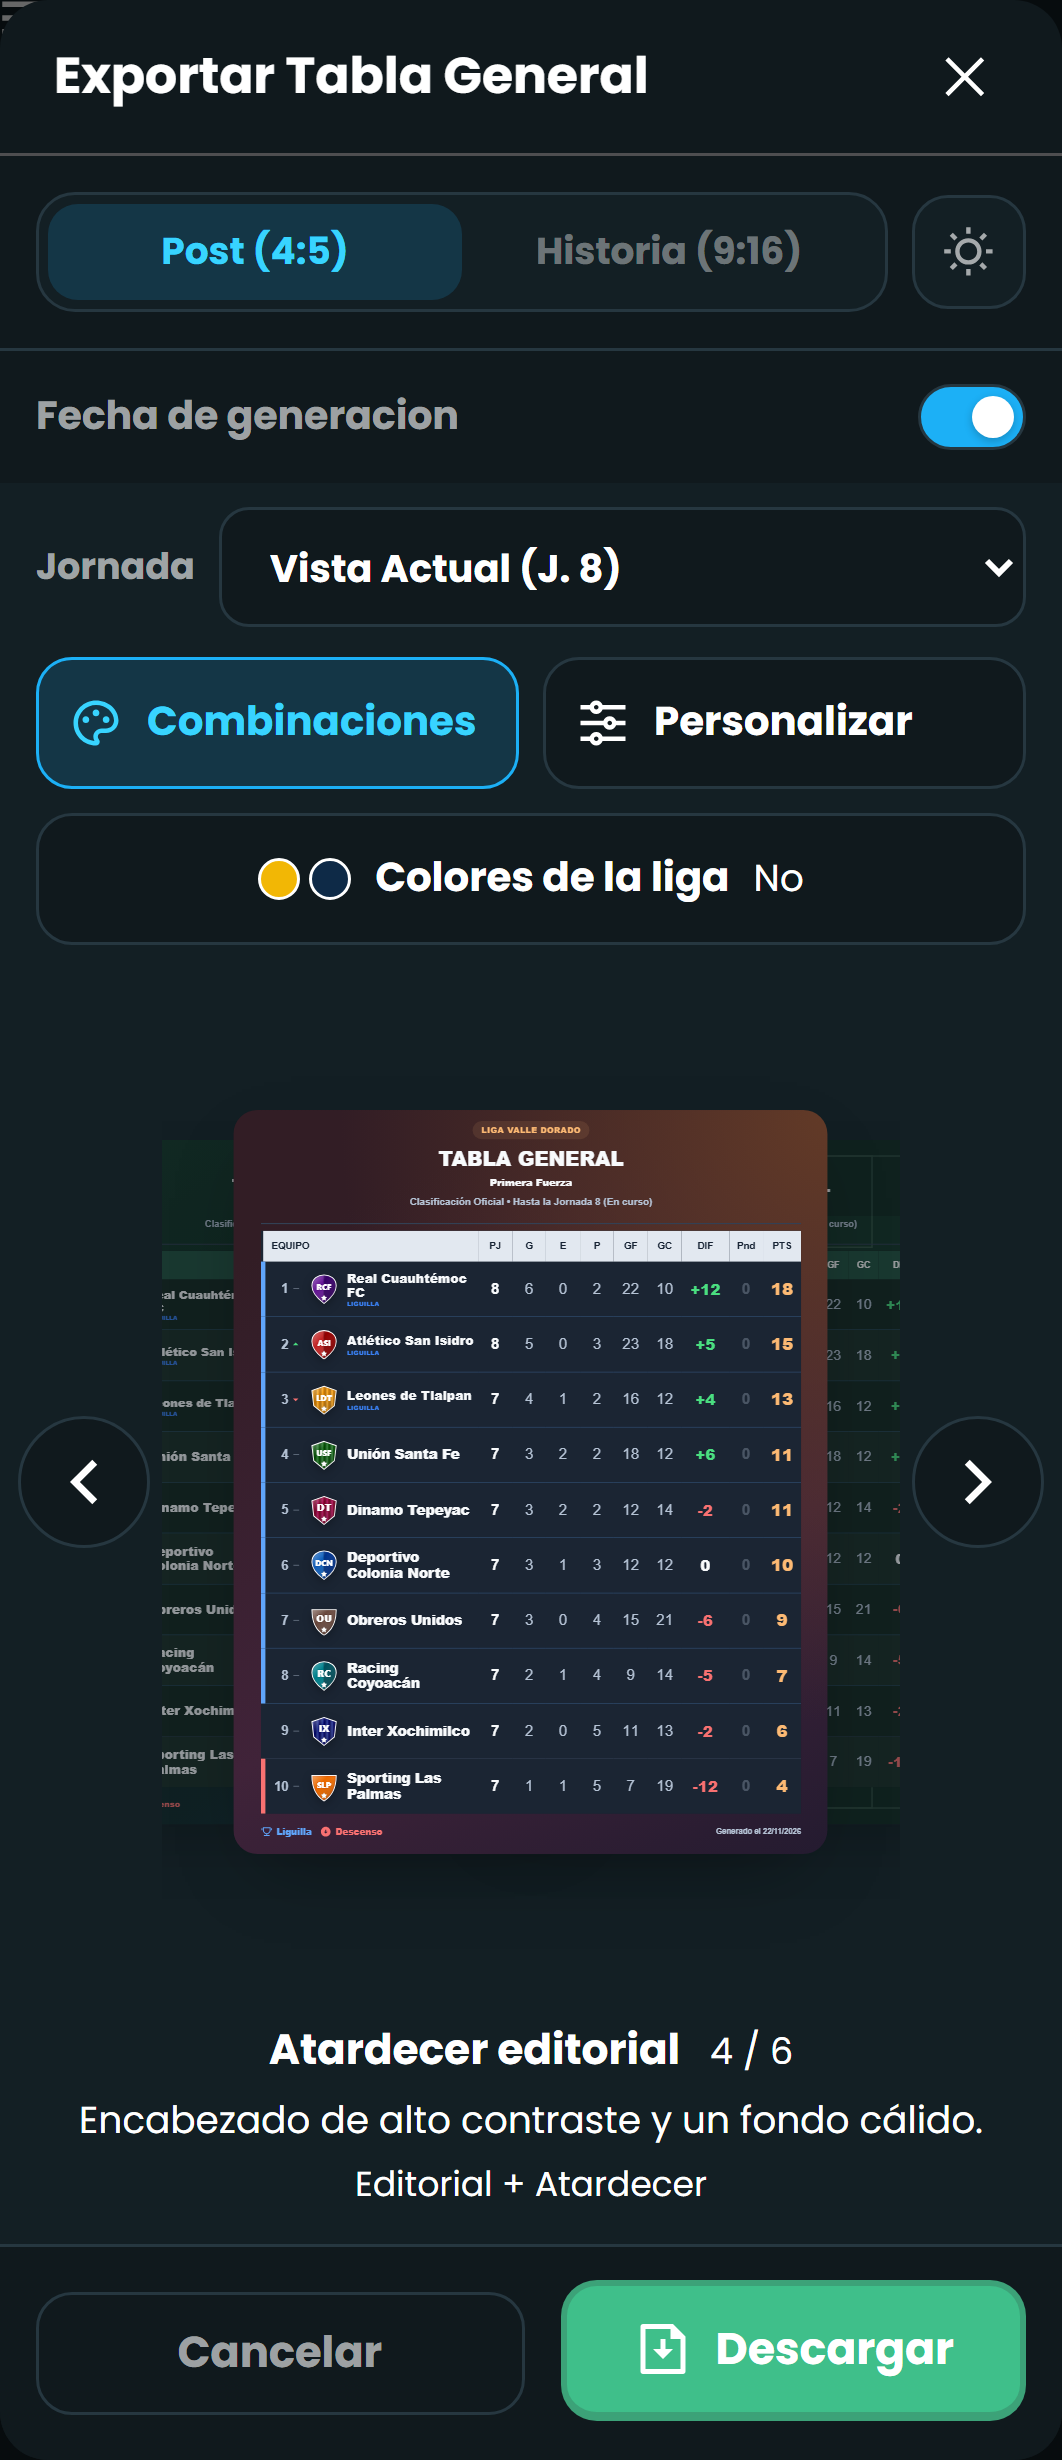 Exportar Tabla General
Post (4:5) Historia (9:16)
Fecha de generacion
Jornada Vista Actual (J. 8)
Combinaciones Personalizar
Colores de la liga No
LIGA VALLE DORADO
TABLA GENERAL
Primera Fuerza
Clasificación Oficial • Hasta la Jornada 8 (En curso)
EQUIPO PJ G E P GF GC DIF Pnd PTS
1 – RCF Real Cuauhtémoc FC LIGUILLA 8 6 0 2 22 10 +12 0 18
2 ASI Atlético San Isidro LIGUILLA 8 5 0 3 23 18 +5 0 15
3 LDT Leones de Tlalpan LIGUILLA 7 4 1 2 16 12 +4 0 13
4 – USF Unión Santa Fe 7 3 2 2 18 12 +6 0 11
5 – DT Dinamo Tepeyac 7 3 2 2 12 14 -2 0 11
6 – DCN Deportivo Colonia Norte 7 3 1 3 12 12 0 0 10
7 – OU Obreros Unidos 7 3 0 4 15 21 -6 0 9
8 – RC Racing Coyoacán 7 2 1 4 9 14 -5 0 7
9 – IX Inter Xochimilco 7 2 0 5 11 13 -2 0 6
10 – SLP Sporting Las Palmas 7 1 1 5 7 19 -12 0 4
Liguilla Descenso Generado el 22/11/2026
Atardecer editorial 4 / 6
Encabezado de alto contraste y un fondo cálido.
Editorial + Atardecer
Cancelar Descargar